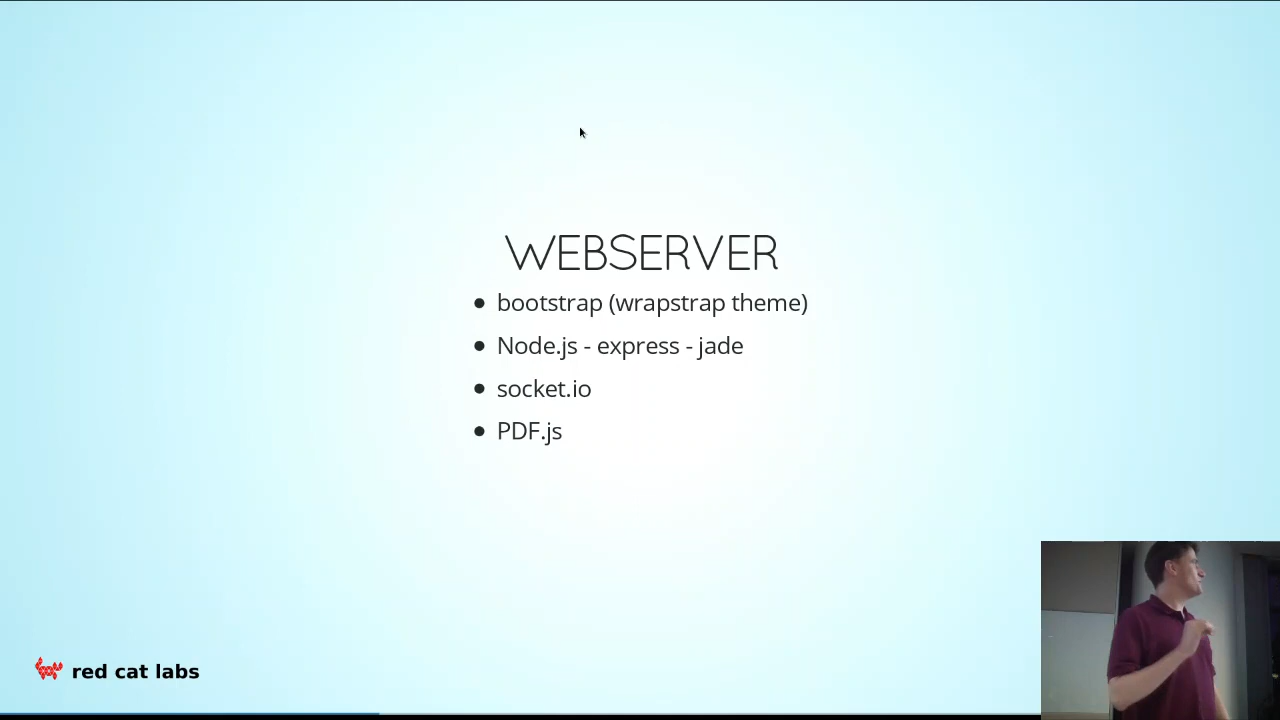 WEBSERVER
bootstrap (wrapstrap theme)
Node.js - express - jade
socket.io
PDF.js
red cat labs